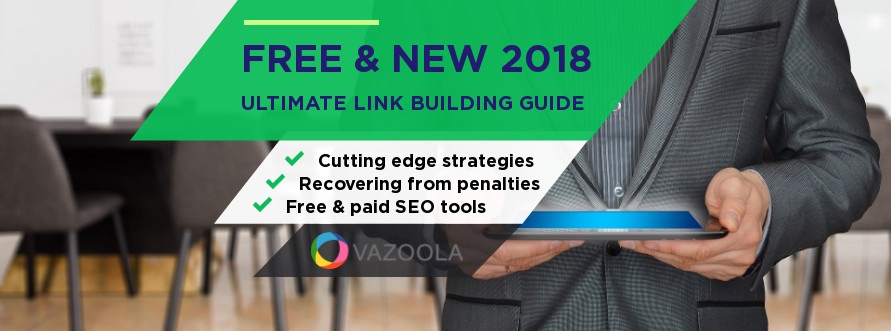 FREE & NEW 2018
ULTIMATE LINK BUILDING GUIDE
Cutting edge strategies
Recovering from penalties
Free & paid SEO tools
VAZOOLA